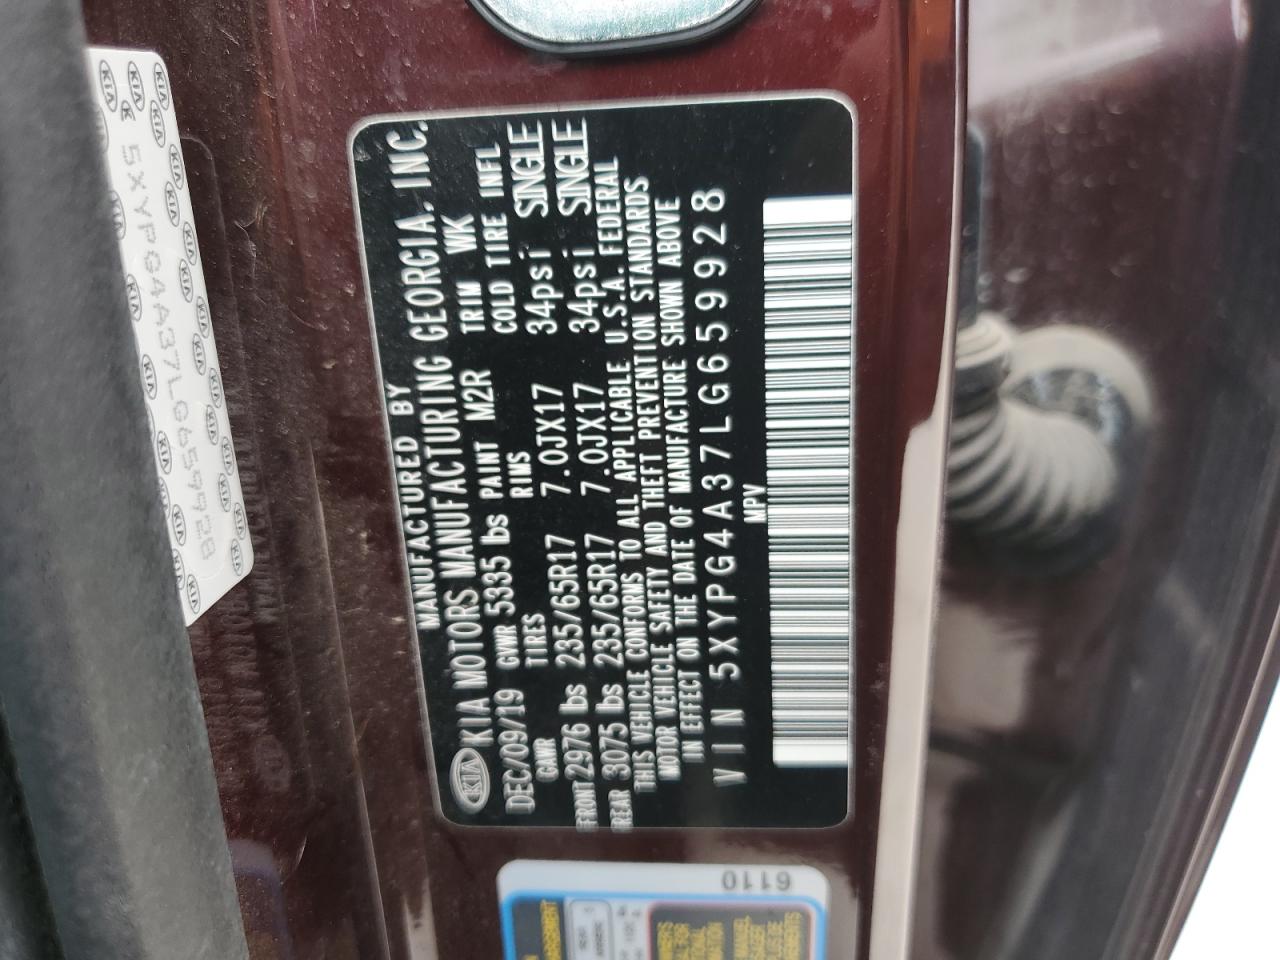 MANUFACTURED BY
KIA KIA MOTORS MANUFACTURING GEORGIA, INC.
DEC/09/19 GVWR 5335 lbs PAINT M2R TRIM WK
GAWR TIRES RIMS COLD TIRE INFL
FRONT 2976 lbs 235/65R17 7.0JX17 34psi SINGLE
REAR 3075 lbs 235/65R17 7.0JX17 34psi SINGLE
THIS VEHICLE CONFORMS TO ALL APPLICABLE U.S.A. FEDERAL
MOTOR VEHICLE SAFETY AND THEFT PREVENTION STANDARDS
IN EFFECT ON THE DATE OF MANUFACTURE SHOWN ABOVE
VIN 5XYPG4A37LG659928
MPV
5XYPG4A37LG659928
6110